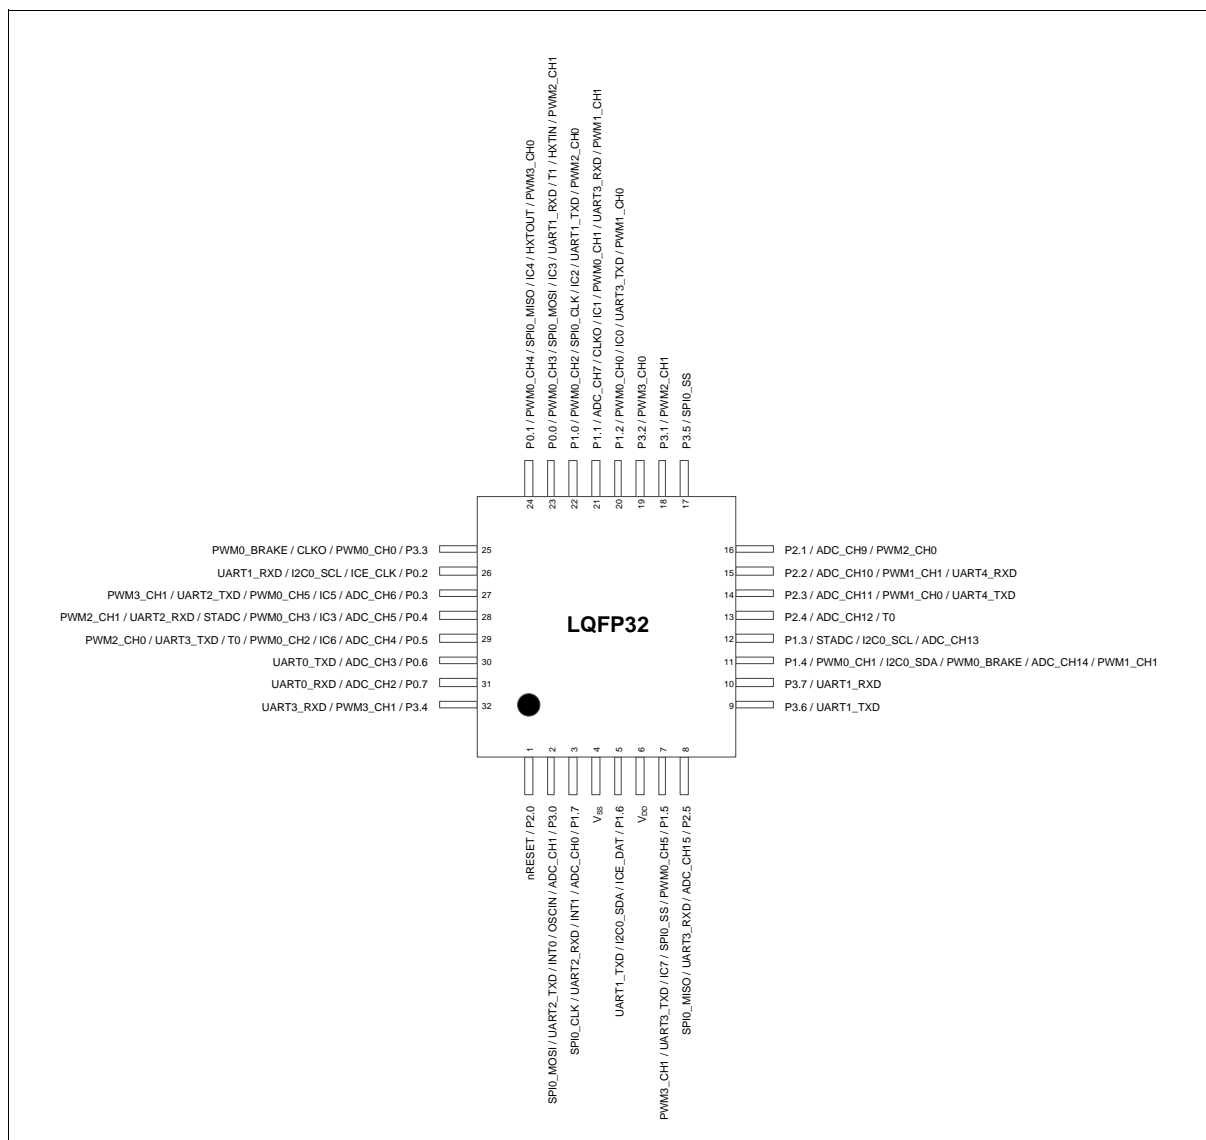 P0.1 / PWM0_CH4 / SPI0_MISO / IC4 / HXTOUT / PWM3_CH0
P0.0 / PWM0_CH3 / SPI0_MOSI / IC3 / UART1_RXD / T1 / HXTIN / PWM2_CH1
P1.0 / PWM0_CH2 / SPI0_CLK / IC2 / UART1_TXD / PWM2_CH0
P1.1 / ADC_CH7 / CLKO / IC1 / PWM0_CH1 / UART3_RXD / PWM1_CH1
P1.2 / PWM0_CH0 / IC0 / UART3_TXD / PWM1_CH0
P3.2 / PWM3_CH0
P3.1 / PWM2_CH1
P3.5 / SPI0_SS
24 23 22 21 20 19 18 17
PWM0_BRAKE / CLKO / PWM0_CH0 / P3.3 25
UART1_RXD / I2C0_SCL / ICE_CLK / P0.2 26
PWM3_CH1 / UART2_TXD / PWM0_CH5 / IC5 / ADC_CH6 / P0.3 27
PWM2_CH1 / UART2_RXD / STADC / PWM0_CH3 / IC3 / ADC_CH5 / P0.4 28
PWM2_CH0 / UART3_TXD / T0 / PWM0_CH2 / IC6 / ADC_CH4 / P0.5 29
UART0_TXD / ADC_CH3 / P0.6 30
UART0_RXD / ADC_CH2 / P0.7 31
UART3_RXD / PWM3_CH1 / P3.4 32
LQFP32
16 P2.1 / ADC_CH9 / PWM2_CH0
15 P2.2 / ADC_CH10 / PWM1_CH1 / UART4_RXD
14 P2.3 / ADC_CH11 / PWM1_CH0 / UART4_TXD
13 P2.4 / ADC_CH12 / T0
12 P1.3 / STADC / I2C0_SCL / ADC_CH13
11 P1.4 / PWM0_CH1 / I2C0_SDA / PWM0_BRAKE / ADC_CH14 / PWM1_CH1
10 P3.7 / UART1_RXD
9 P3.6 / UART1_TXD
1 2 3 4 5 6 7 8
nRESET / P2.0
SPI0_MOSI / UART2_TXD / INT0 / OSCIN / ADC_CH1 / P3.0
SPI0_CLK / UART2_RXD / INT1 / ADC_CH0 / P1.7
VSS
UART1_TXD / I2C0_SDA / ICE_DAT / P1.6
VDD
PWM3_CH1 / UART3_TXD / IC7 / SPI0_SS / PWM0_CH5 / P1.5
SPI0_MISO / UART3_RXD / ADC_CH15 / P2.5